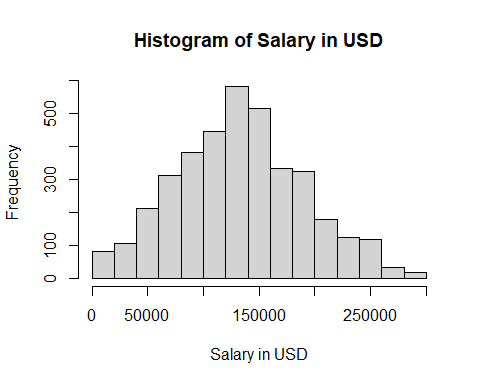 Histogram of Salary in USD
Frequency
500
300
100
0
0 50000 150000 250000
Salary in USD